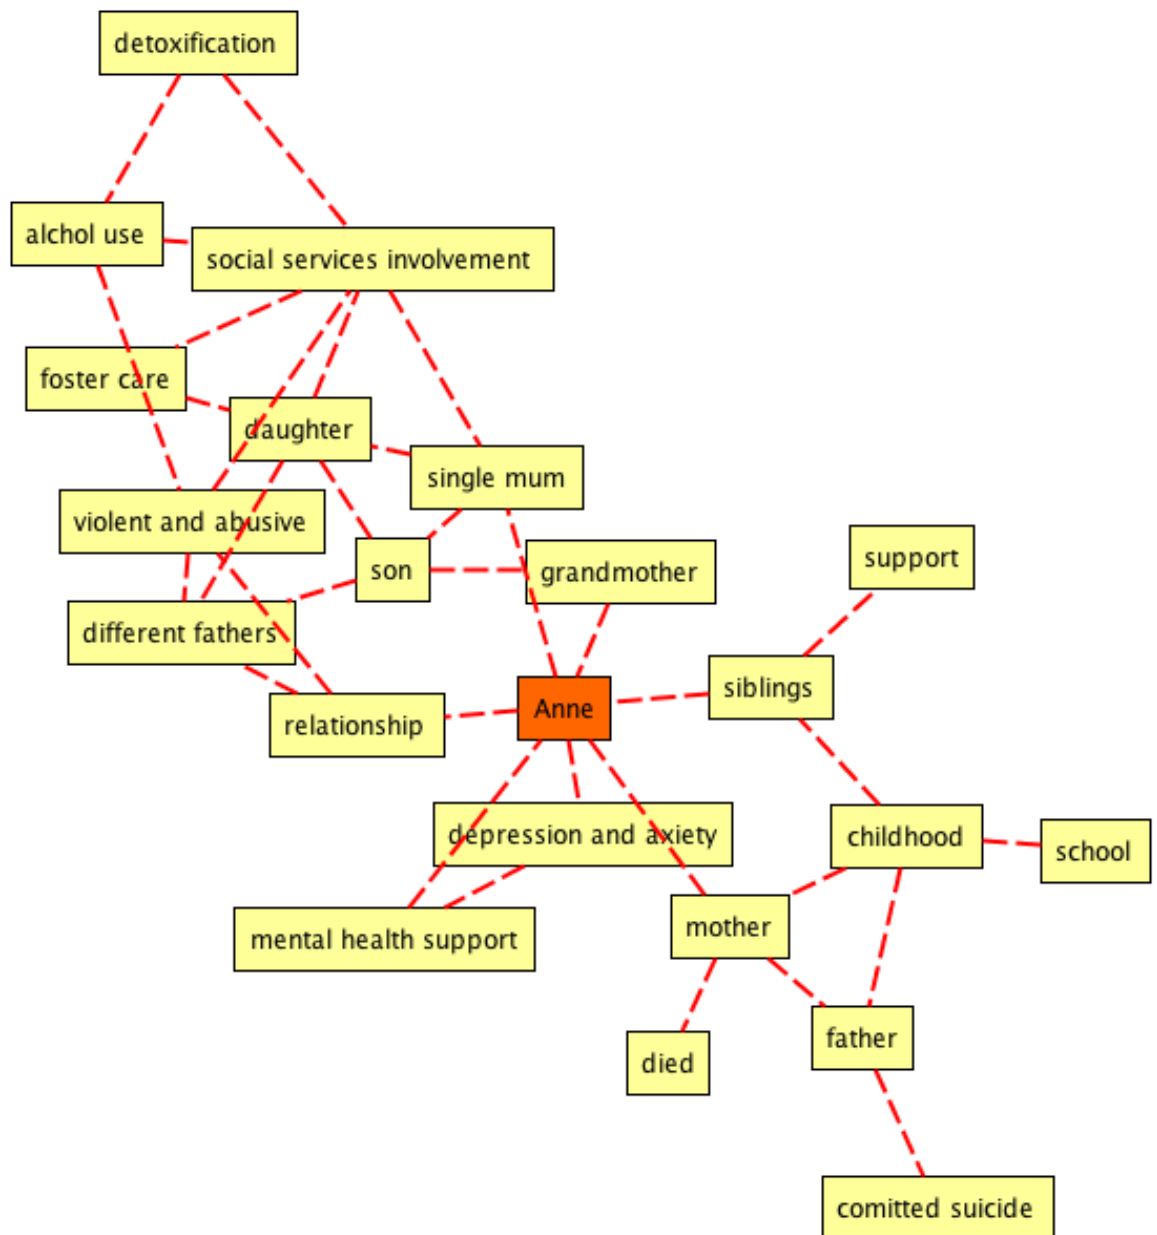 detoxification
alchol use
social services involvement
foster care
daughter
single mum
violent and abusive
son
grandmother
support
different fathers
siblings
Anne
relationship
depression and axiety
childhood
school
mental health support
mother
died
father
comitted suicide